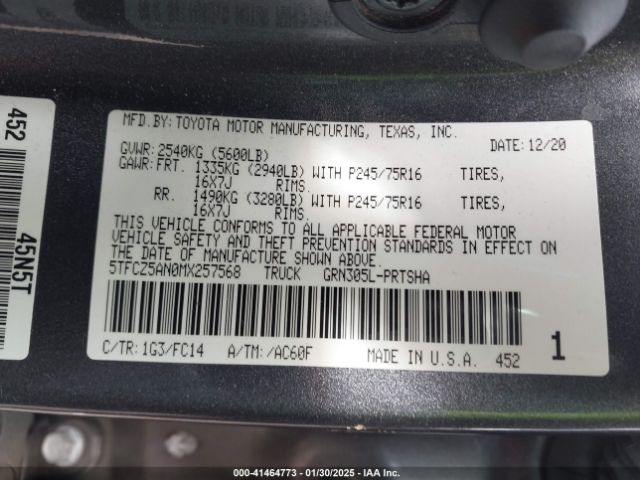 MFD.BY:TOYOTA MOTOR MANUFACTURING, TEXAS, INC.
DATE:12/20
GVWR:2540KG (5600LB)
GAWR:FRT. 1335KG (2940LB) WITH P245/75R16 TIRES,
16X7J RIMS.
RR. 1490KG (3280LB) WITH P245/75R16 TIRES,
16X7J RIMS.
THIS VEHICLE CONFORMS TO ALL APPLICABLE FEDERAL MOTOR
VEHICLE SAFETY AND THEFT PREVENTION STANDARDS IN EFFECT ON
THE DATE OF MANUFACTURE SHOWN ABOVE.
5TFCZ5AN0MX257568 TRUCK GRN305L-PRTSHA
C/TR:1G3/FC14 A/TM:/AC60F MADE IN U.S.A. 452
1
452
45N5T
000-41464773 - 01/30/2025 - IAA Inc.